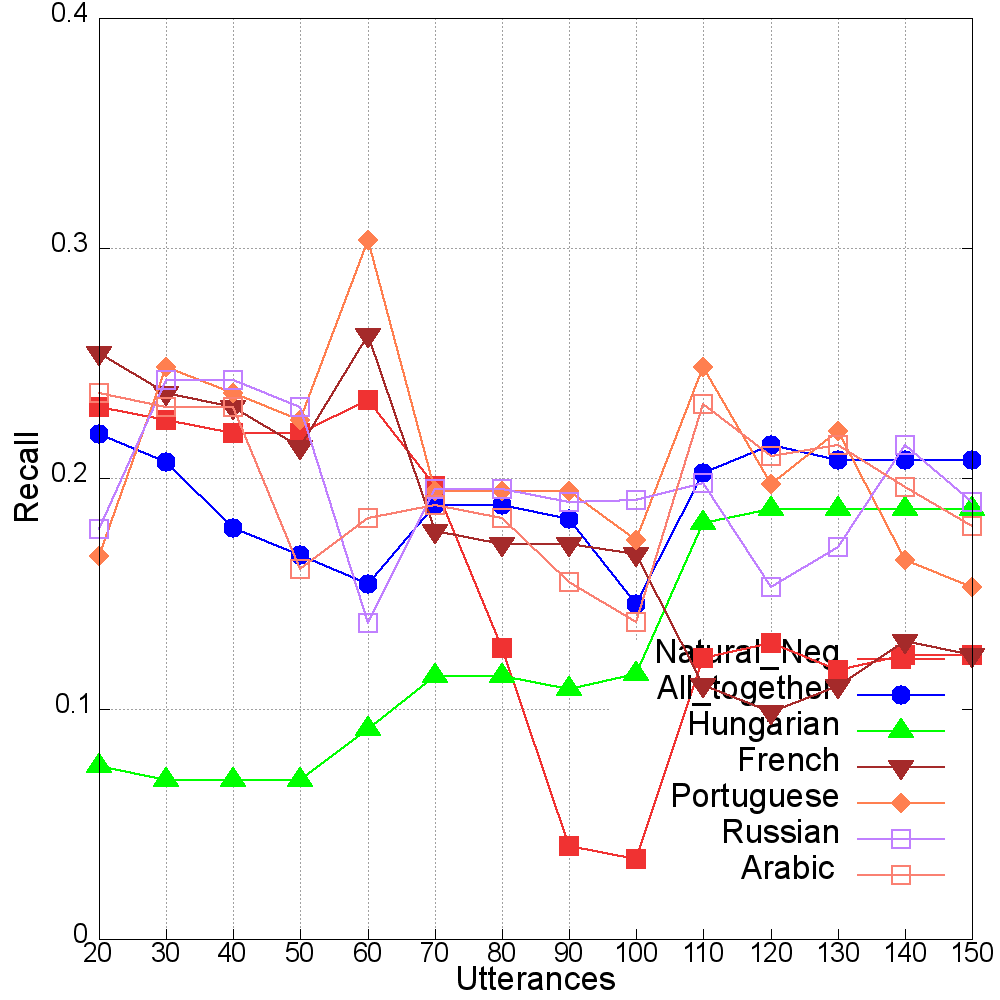 0.4
0.3
0.2
0.1
0
Recall
20 30 40 50 60 70 80 90 100 110 120 130 140 150
Utterances
Natural_Neg
All_together
Hungarian
French
Portuguese
Russian
Arabic